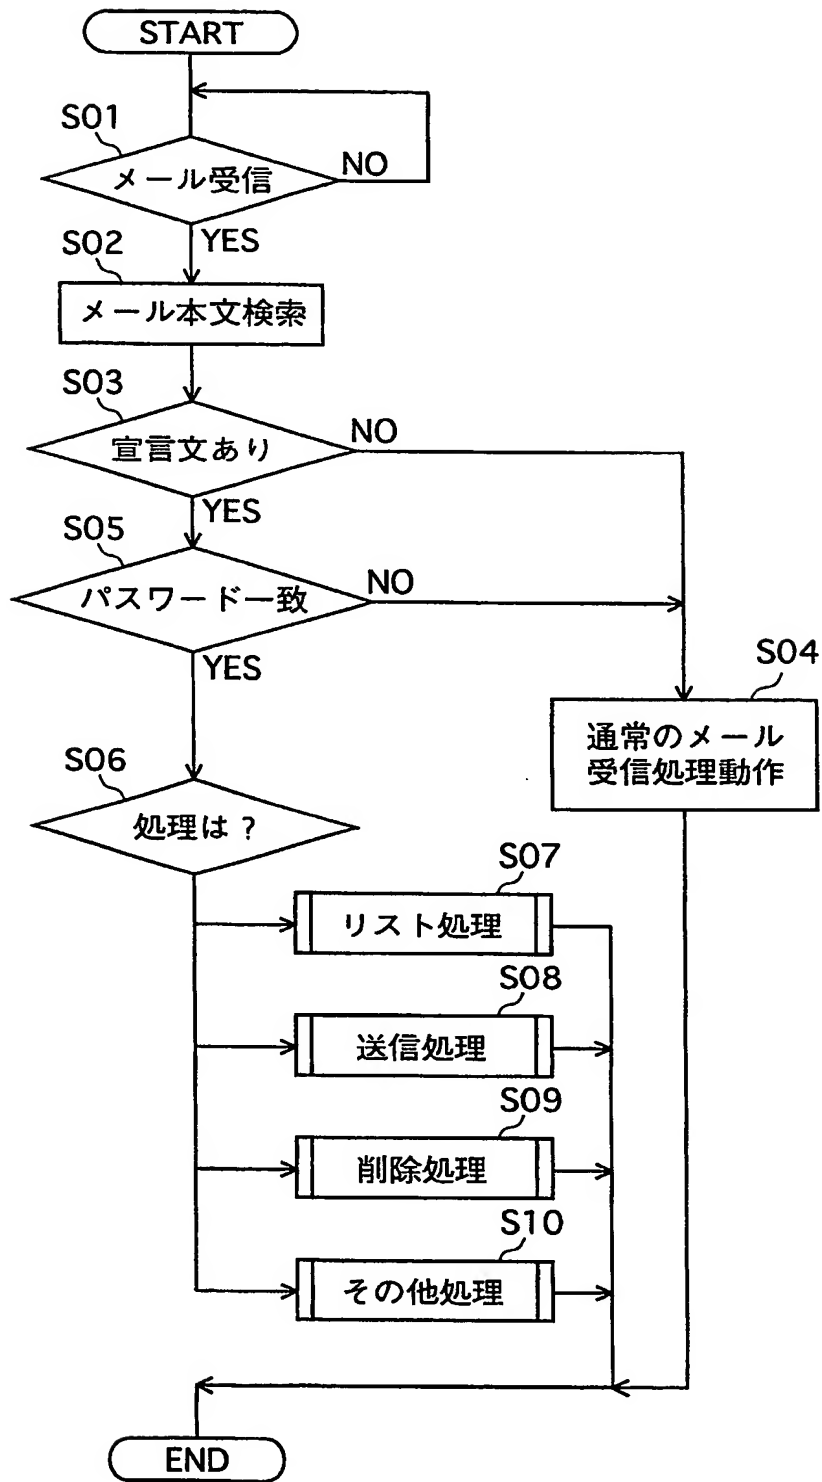 START
S01
メール受信
NO
YES
S02
メール本文検索
S03
宣言文あり
NO
YES
S05
パスワード一致
NO
YES
S04
通常のメール
受信処理動作
S06
処理は？
S07
リスト処理
S08
送信処理
S09
削除処理
S10
その他処理
END